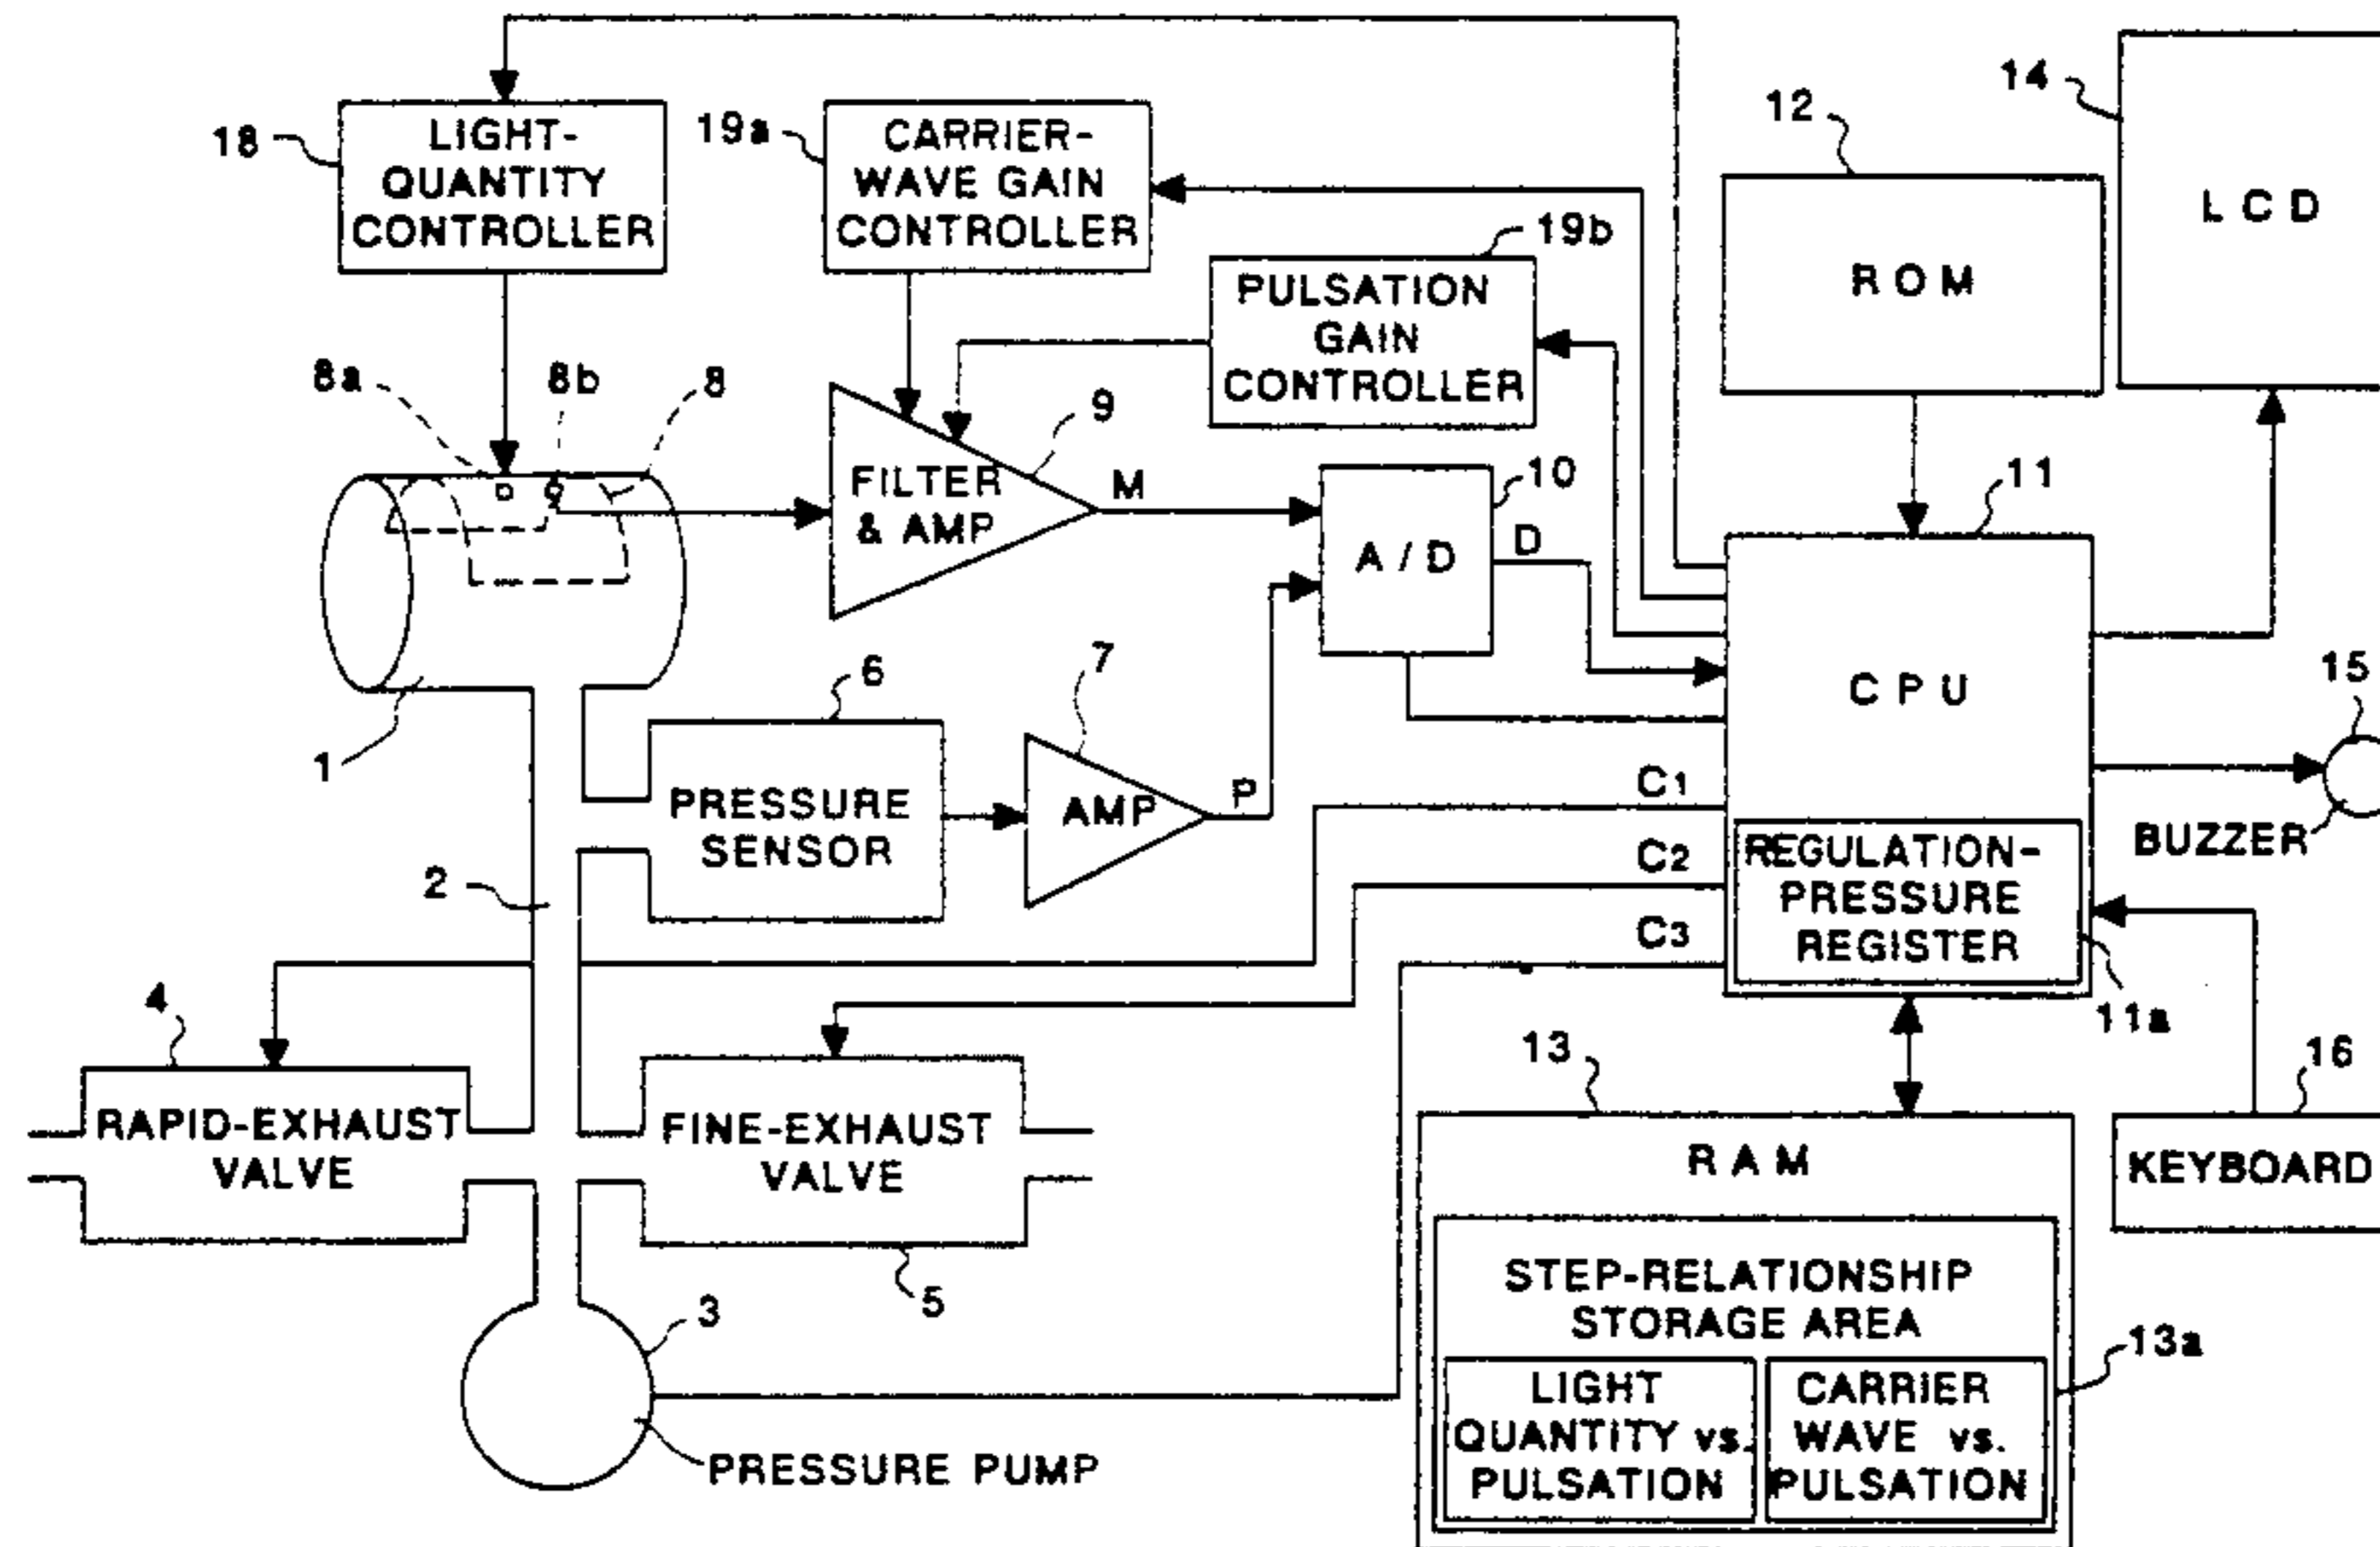 18
LIGHT-
QUANTITY
CONTROLLER
19a
CARRIER-
WAVE GAIN
CONTROLLER
12
14
LCD
ROM
19b
PULSATION
GAIN
CONTROLLER
8a
8b
8
9
FILTER
& AMP
M
10
A/D
D
11
CPU
1
6
PRESSURE
SENSOR
7
AMP
P
15
BUZZER
C1
C2
C3
REGULATION-
PRESSURE
REGISTER
11a
2
4
RAPID-EXHAUST
VALVE
FINE-EXHAUST
VALVE
5
13
RAM
16
KEYBOARD
STEP-RELATIONSHIP
STORAGE AREA
13a
LIGHT
QUANTITY vs.
PULSATION
CARRIER
WAVE vs.
PULSATION
3
PRESSURE PUMP